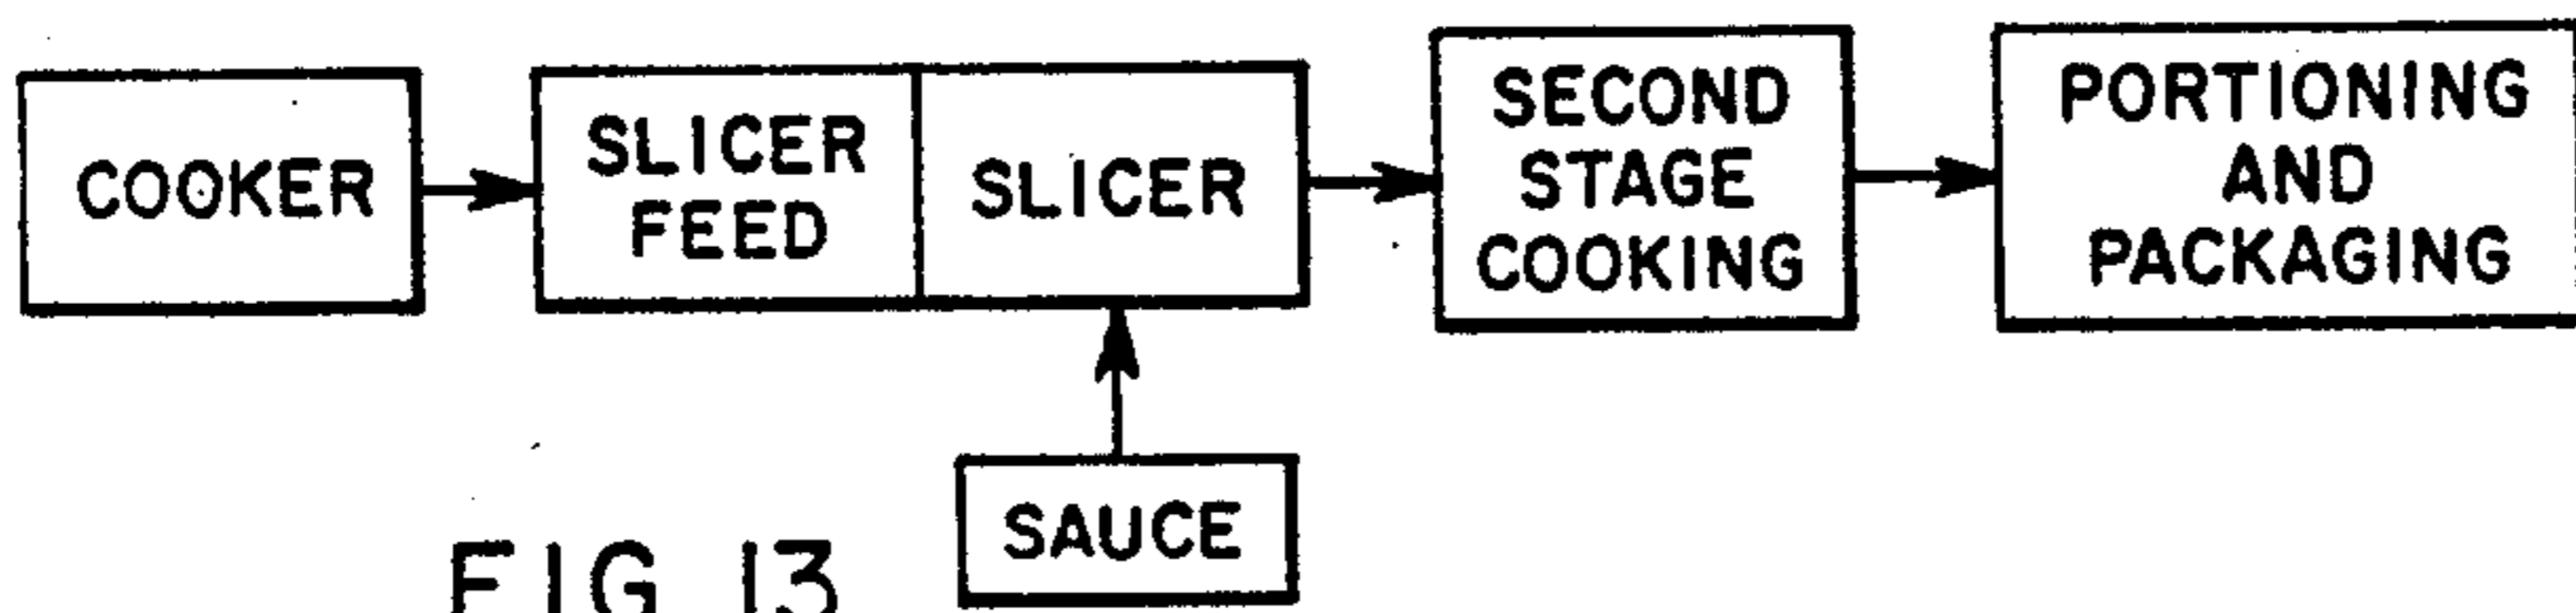 COOKER
SLICER
FEED
SLICER
SECOND
STAGE
COOKING
PORTIONING
AND
PACKAGING
SAUCE
FIG 13